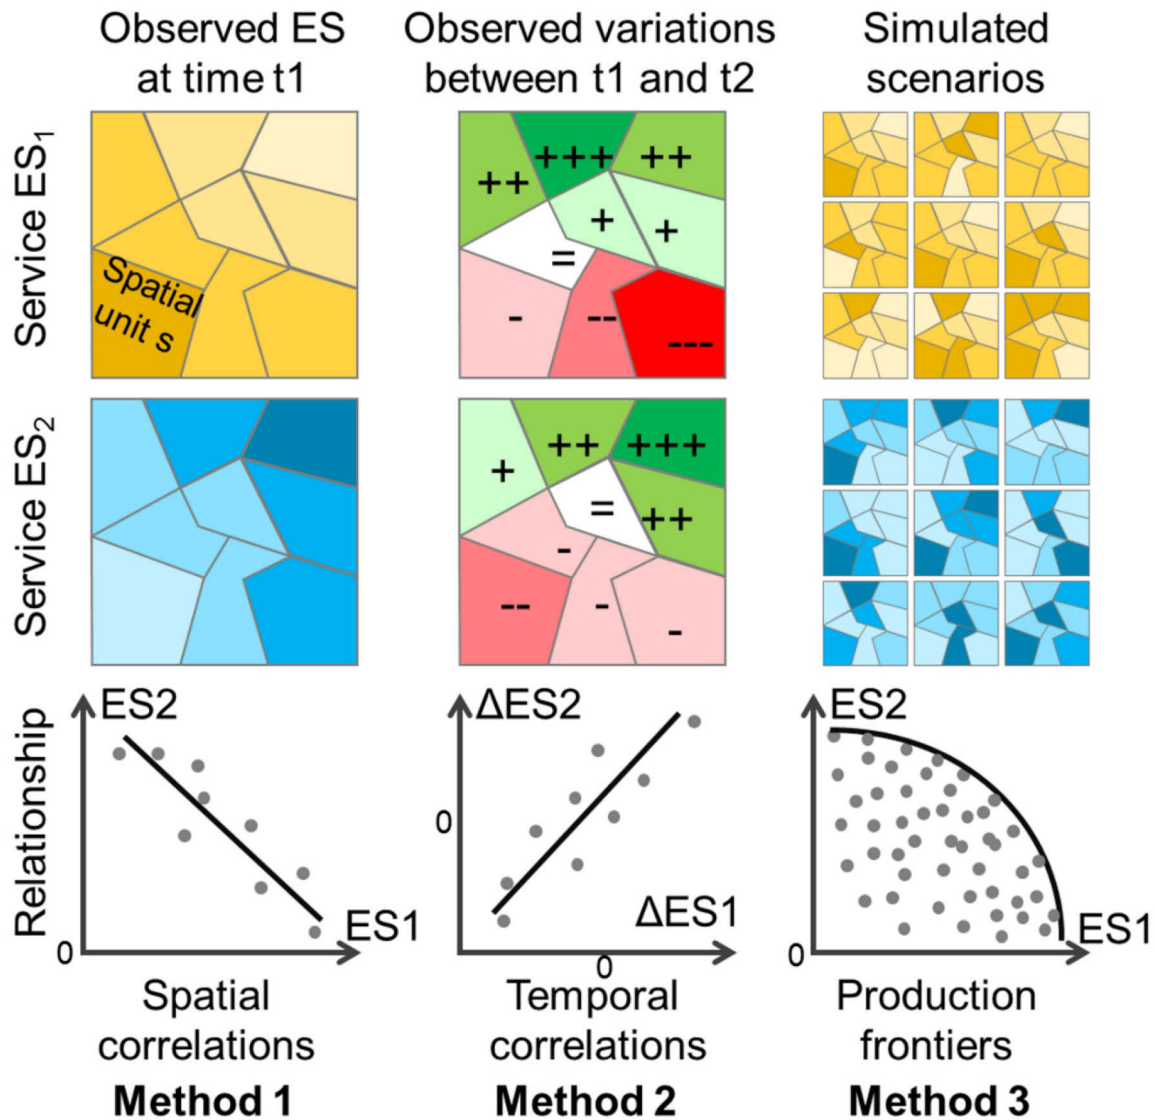 Observed ES
at time t1
Observed variations
between t1 and t2
Simulated
scenarios
Service ES1
Spatial
unit s
++
+++
++
+
+
=
-
--
---
Service ES2
+
++
+++
=
++
-
--
-
-
Relationship
ES2
ES1
0
ΔES2
0
ΔES1
0
ES2
ES1
0
Spatial
correlations
Temporal
correlations
Production
frontiers
Method 1
Method 2
Method 3